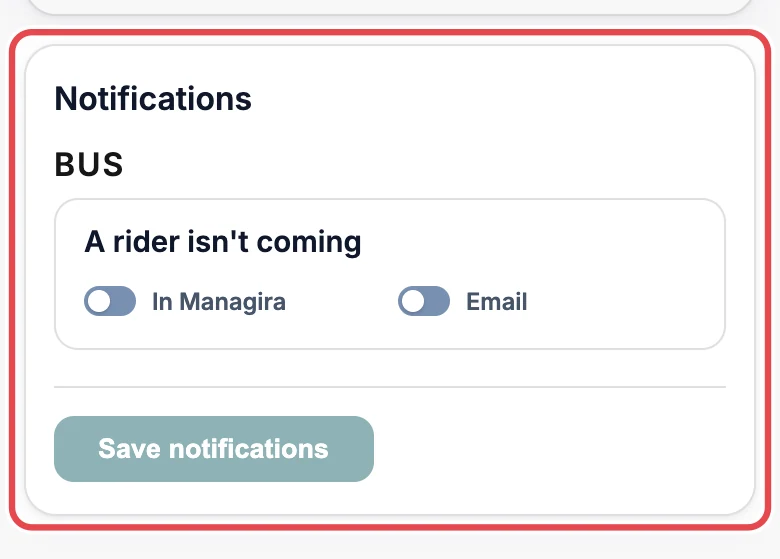 Notifications
BUS
A rider isn't coming
In Managira
Email
Save notifications